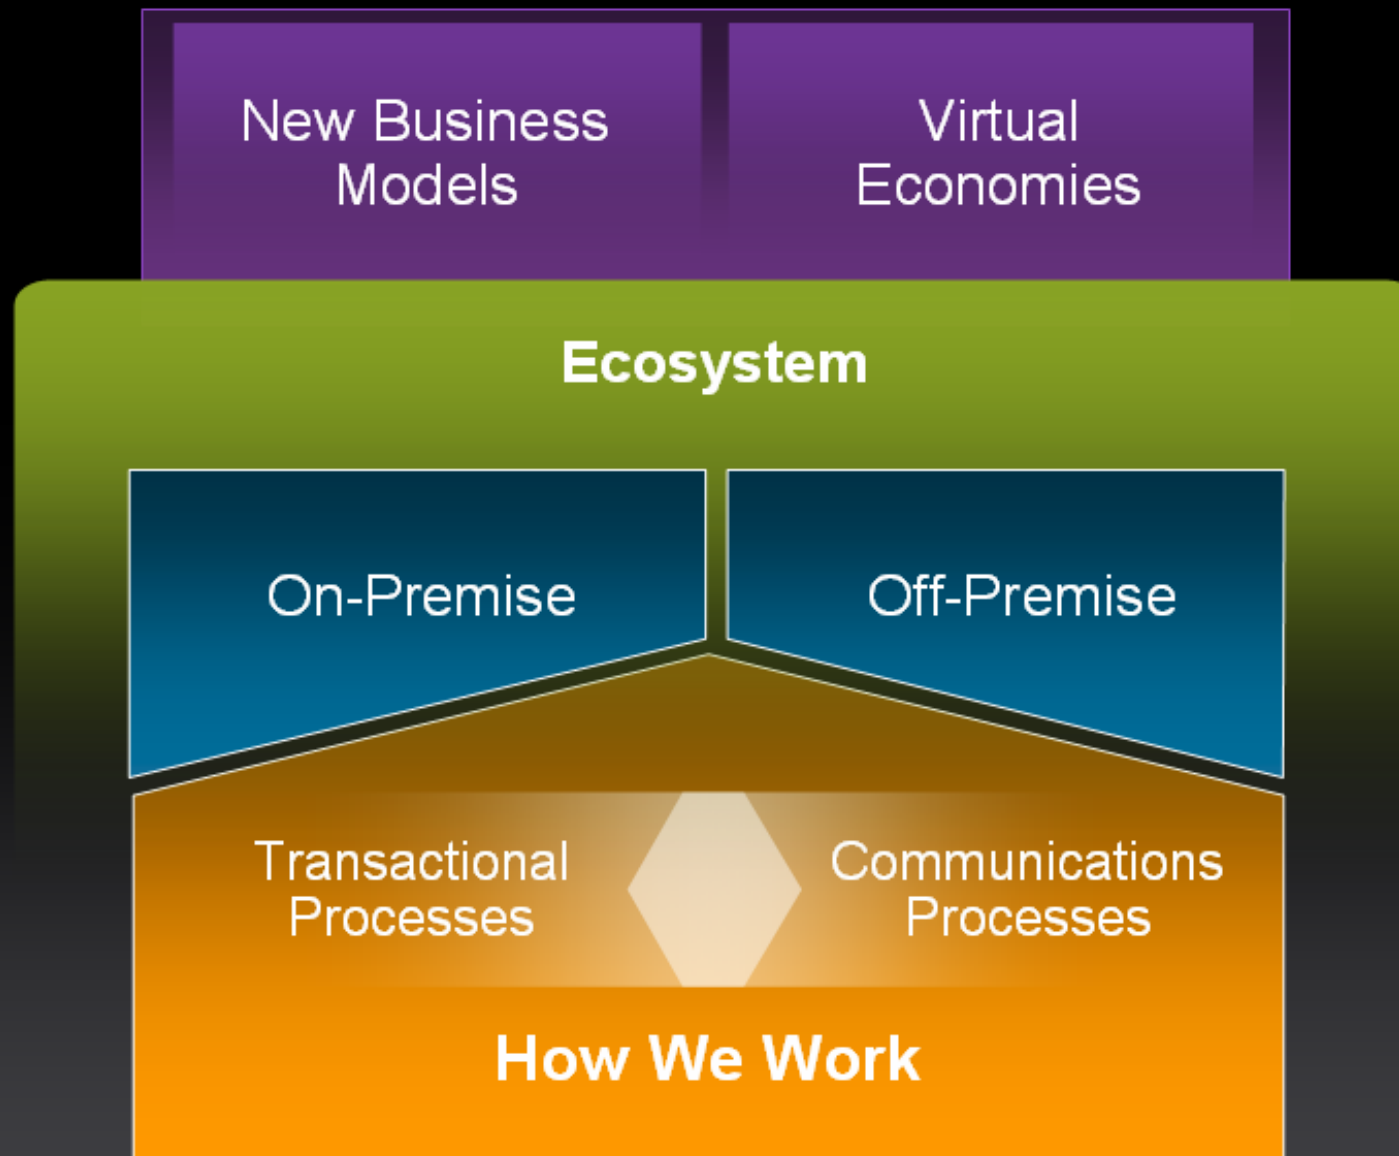 New Business
Models
Virtual
Economies
Ecosystem
On-Premise
Off-Premise
Transactional
Processes
Communications
Processes
How We Work